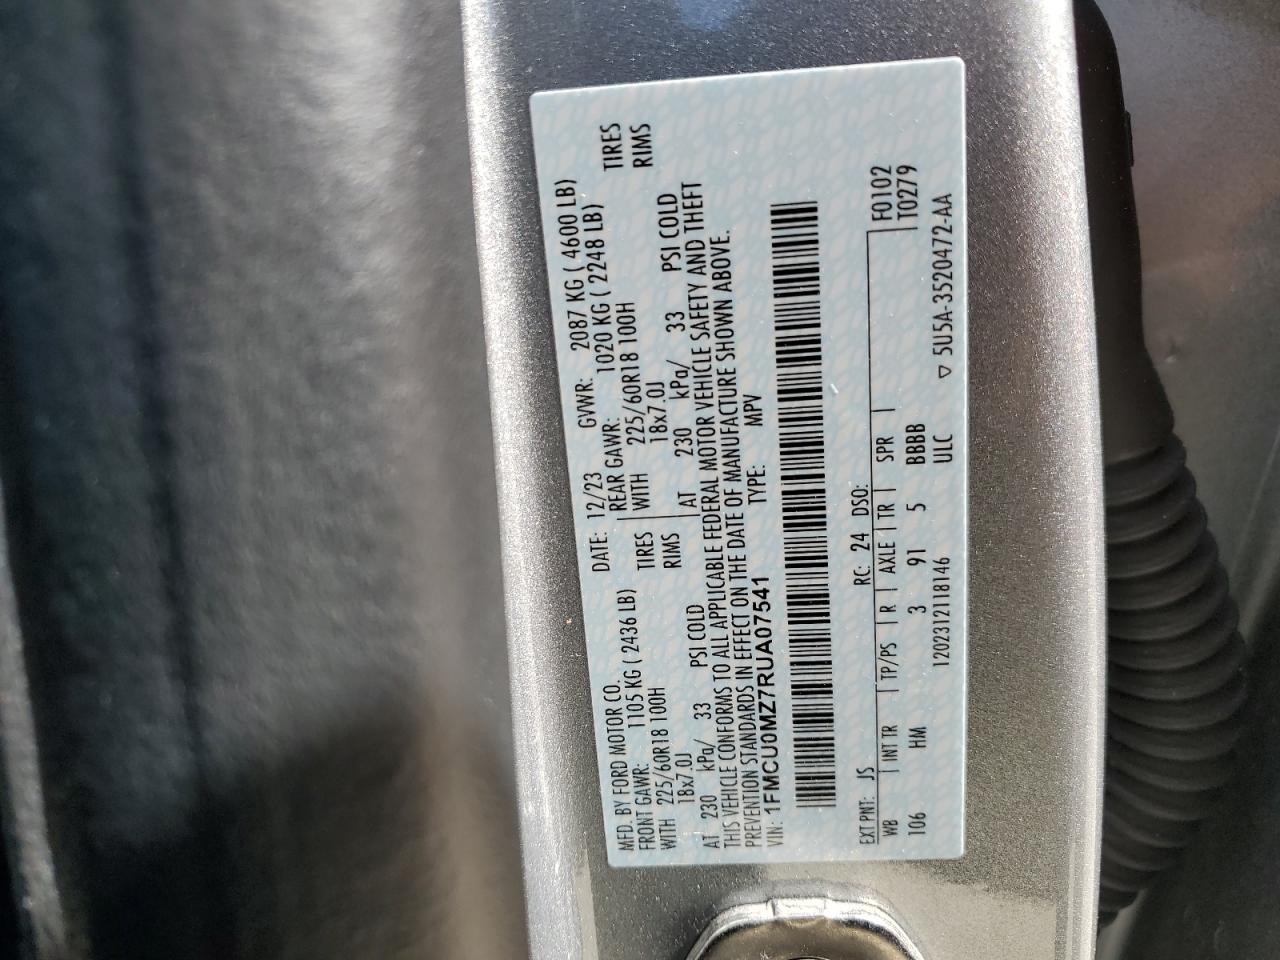 MFD. BY FORD MOTOR CO.
DATE: 12/23 GVWR: 2087 KG ( 4600 LB)
FRONT GAWR: 1105 KG ( 2436 LB) REAR GAWR: 1020 KG ( 2248 LB)
WITH 225/60R18 100H TIRES WITH 225/60R18 100H TIRES
18x7.0J RIMS 18x7.0J RIMS
AT 230 kPa/ 33 PSI COLD AT 230 kPa/ 33 PSI COLD
THIS VEHICLE CONFORMS TO ALL APPLICABLE FEDERAL MOTOR VEHICLE SAFETY AND THEFT
PREVENTION STANDARDS IN EFFECT ON THE DATE OF MANUFACTURE SHOWN ABOVE.
VIN: 1FMCU0MZ7RUA07541 TYPE: MPV
EXT PNT: JS RC: 24 DSO: F0102
WB INT TR TP/PS R AXLE TR SPR T0279
106 HM 3 91 5 BBBB
120231218146 ULC ▽ 5U5A-3520472-AA